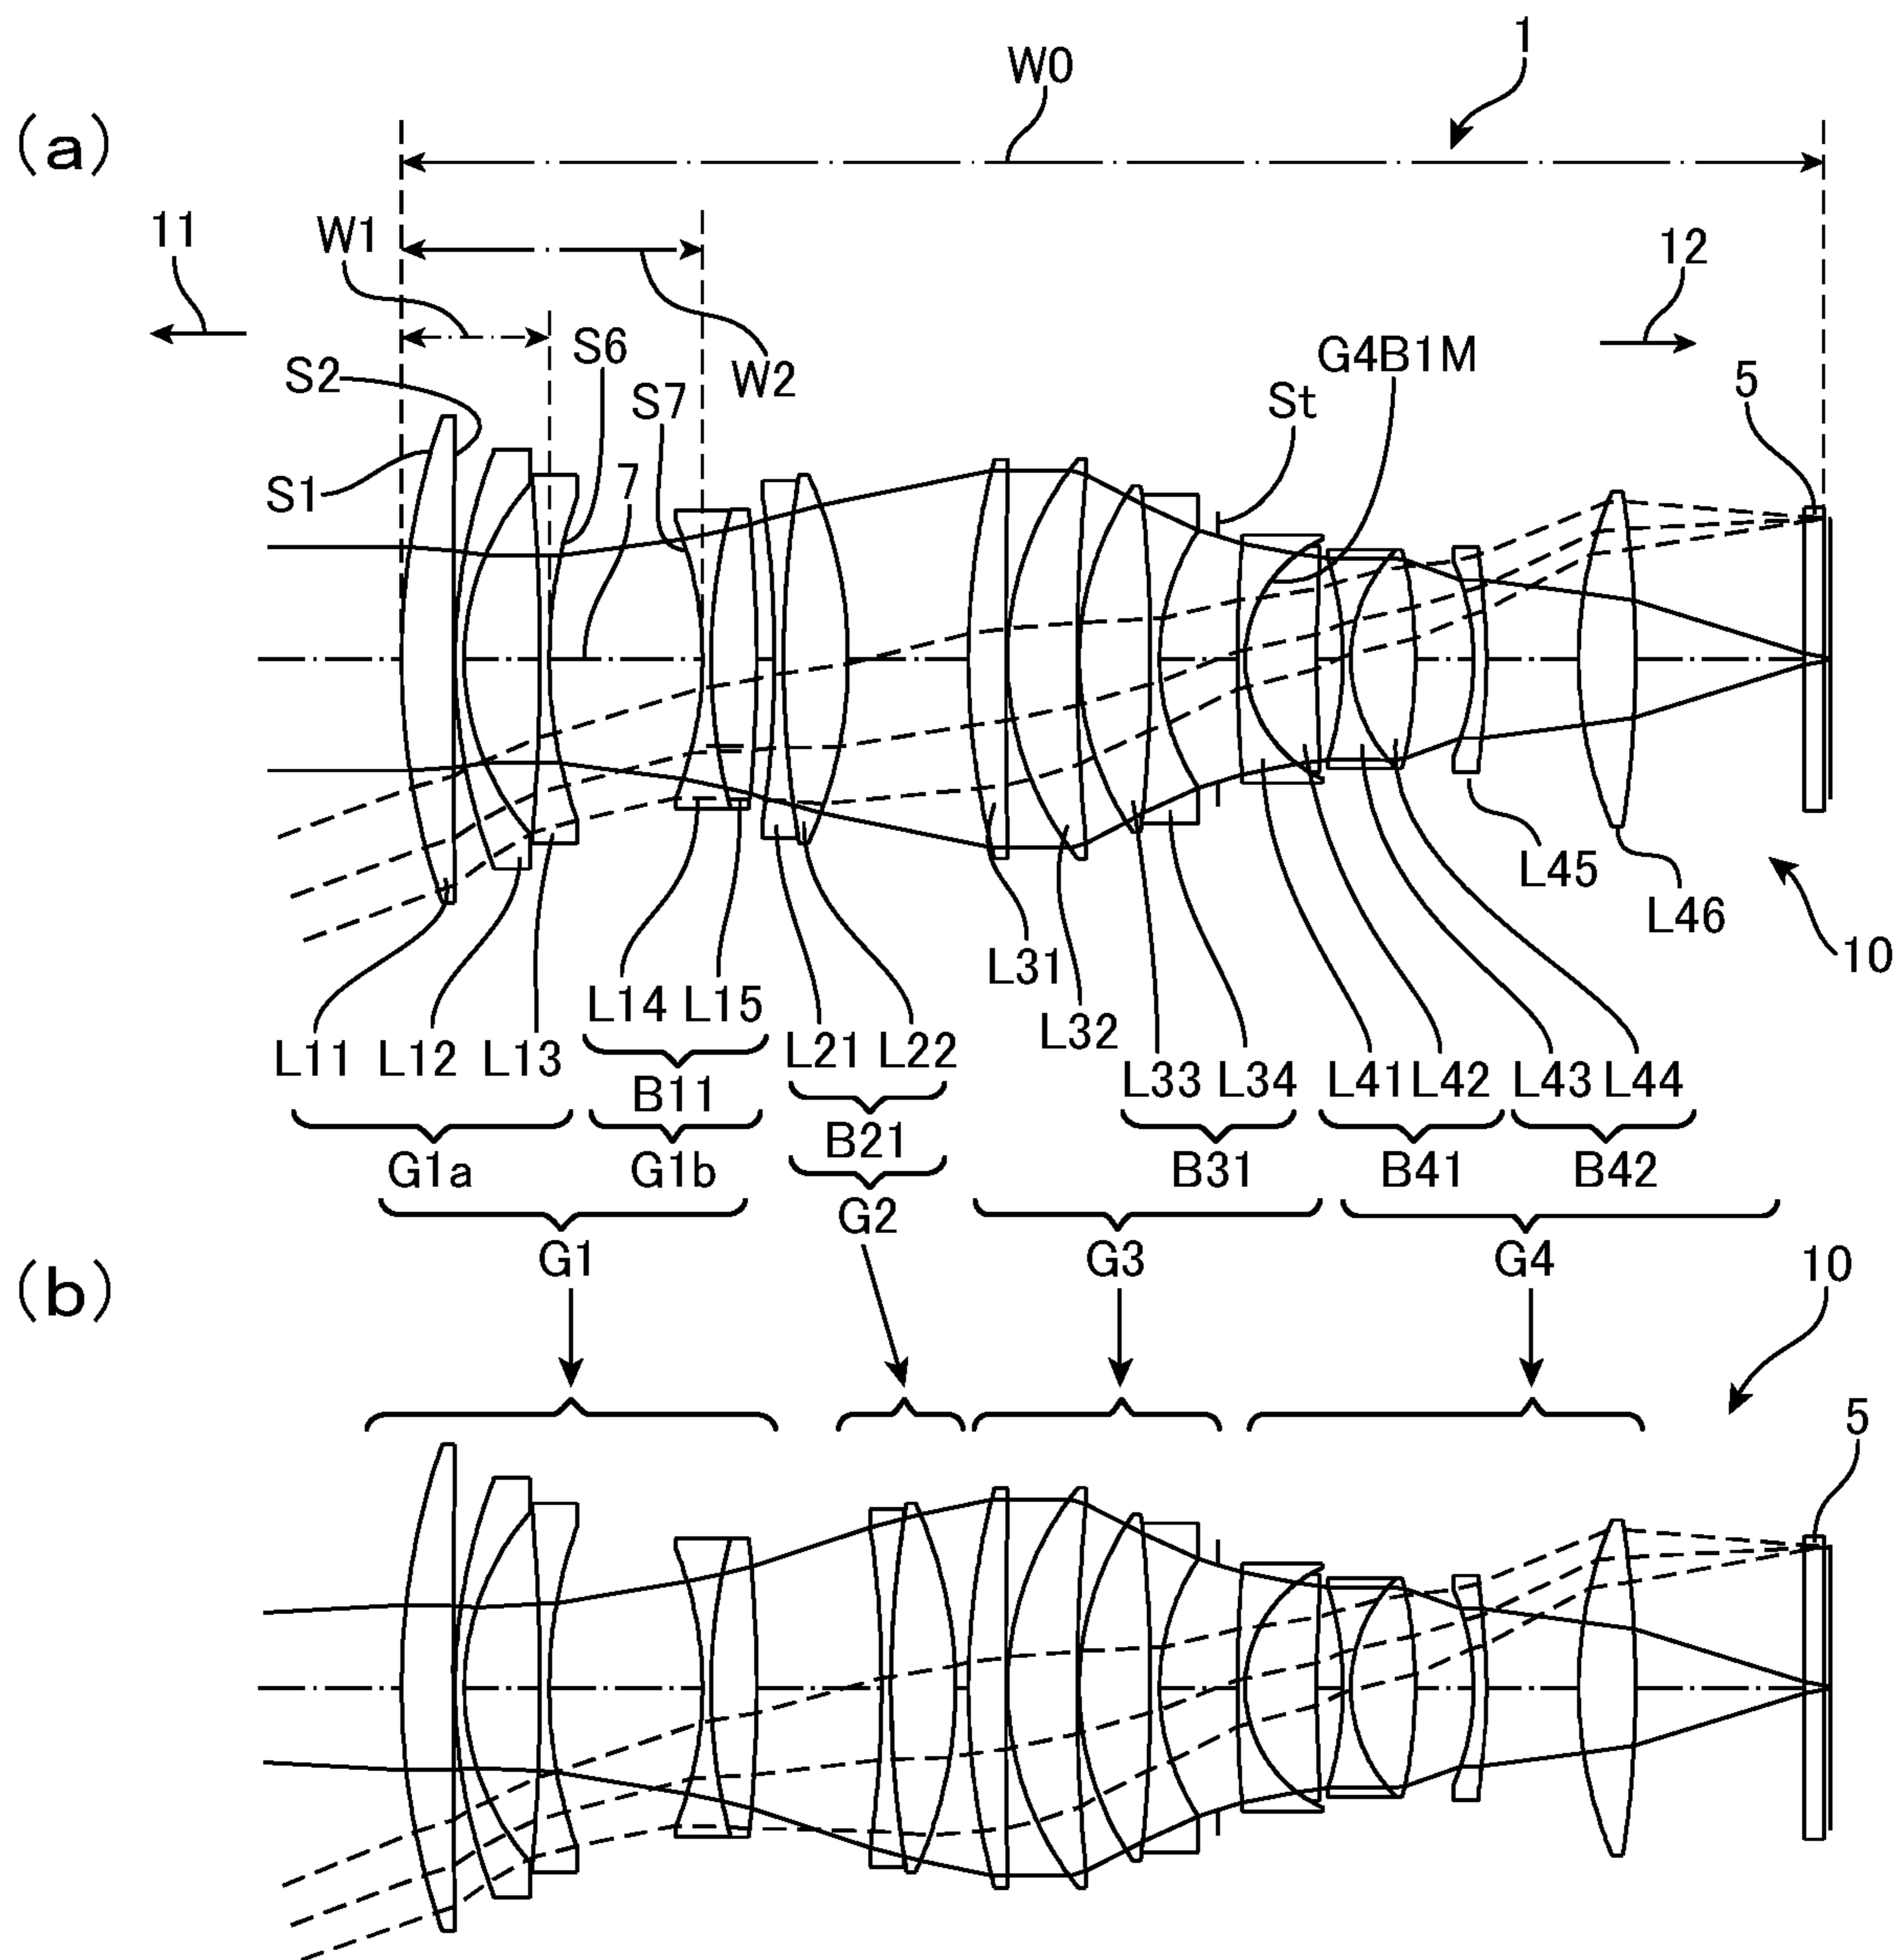 1
W0
(a)
11
W1
12
S6
G4B1M
S2
W2
5
S7
St
7
S1
L45
L46
10
L31
L14 L15
L32
L11 L12 L13
L21 L22
L33 L34 L41 L42 L43 L44
B11
B21
G1a
G1b
B31
B41
B42
G2
G1
G3
G4
10
(b)
5